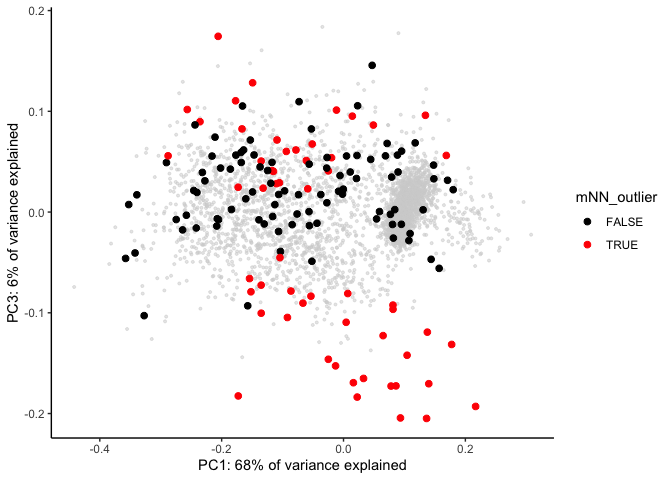 0.2
0.1
0.0
-0.1
-0.2
PC3: 6% of variance explained
-0.4
-0.2
0.0
0.2
PC1: 68% of variance explained
mNN_outlier
FALSE
TRUE